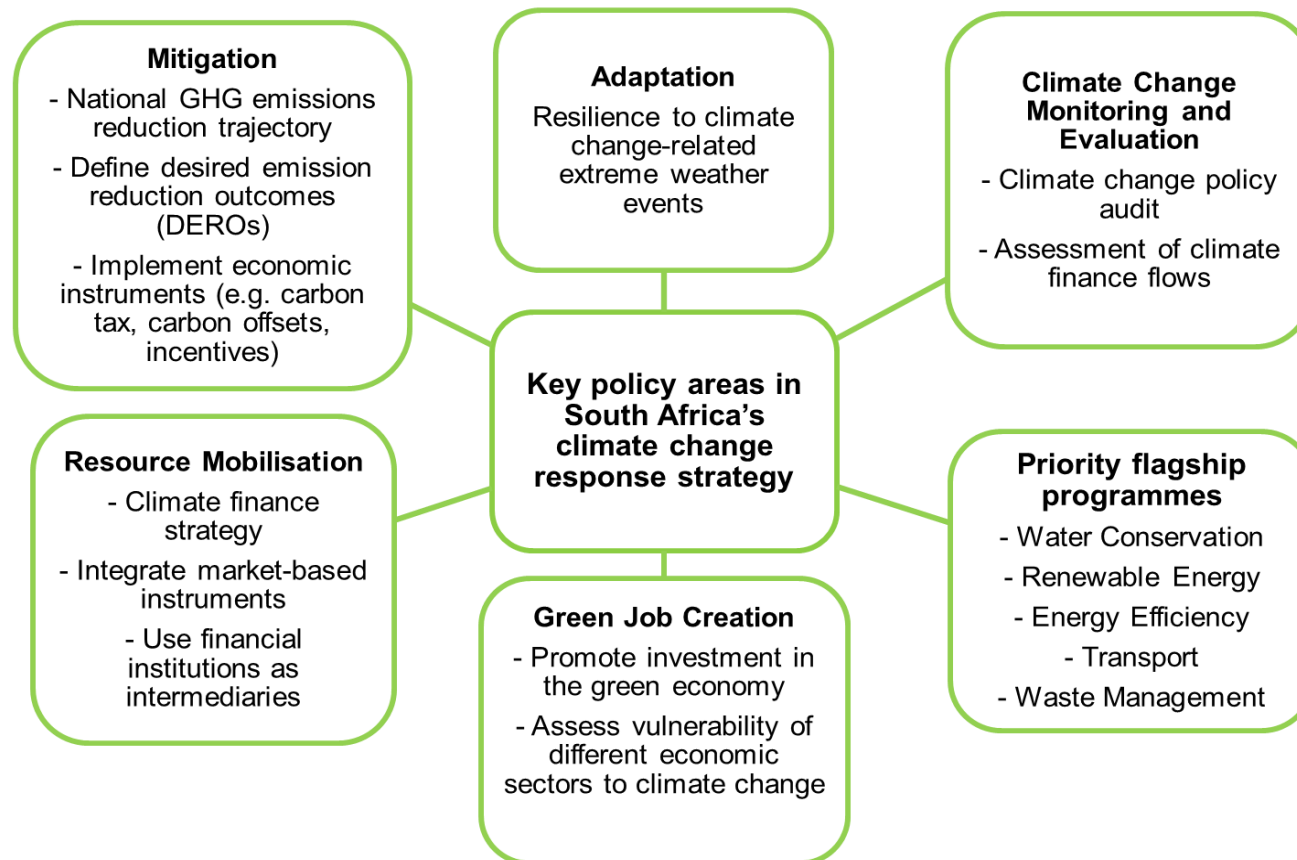 Mitigation
- National GHG emissions
reduction trajectory
- Define desired emission
reduction outcomes
(DEROs)
- Implement economic
instruments (e.g. carbon
tax, carbon offsets,
incentives)
Adaptation
Resilience to climate
change-related
extreme weather
events
Climate Change
Monitoring and
Evaluation
- Climate change policy
audit
- Assessment of climate
finance flows
Key policy areas in
South Africa’s
climate change
response strategy
Resource Mobilisation
- Climate finance
strategy
- Integrate market-based
instruments
- Use financial
institutions as
intermediaries
Green Job Creation
- Promote investment in
the green economy
- Assess vulnerability of
different economic
sectors to climate change
Priority flagship
programmes
- Water Conservation
- Renewable Energy
- Energy Efficiency
- Transport
- Waste Management